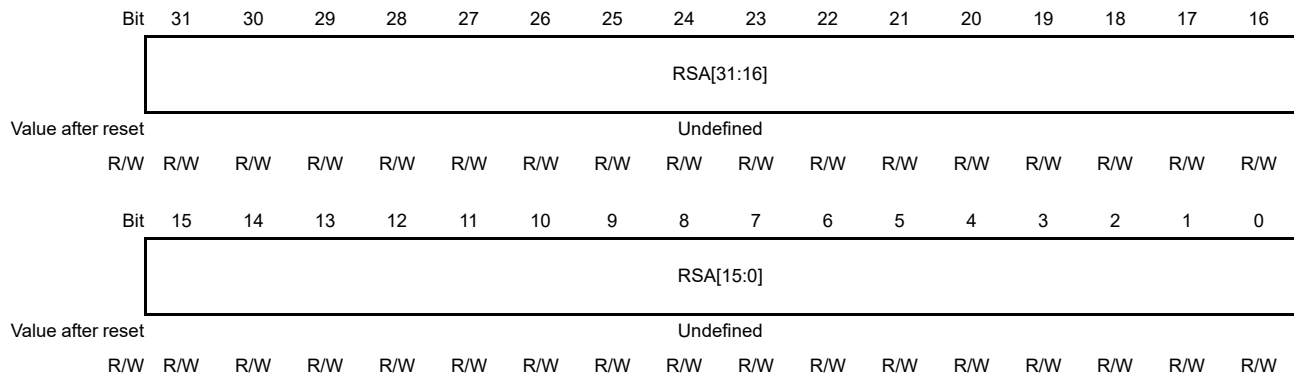 Bit 31 30 29 28 27 26 25 24 23 22 21 20 19 18 17 16
RSA[31:16]
Value after reset Undefined
R/W R/W R/W R/W R/W R/W R/W R/W R/W R/W R/W R/W R/W R/W R/W R/W R/W
Bit 15 14 13 12 11 10 9 8 7 6 5 4 3 2 1 0
RSA[15:0]
Value after reset Undefined
R/W R/W R/W R/W R/W R/W R/W R/W R/W R/W R/W R/W R/W R/W R/W R/W R/W